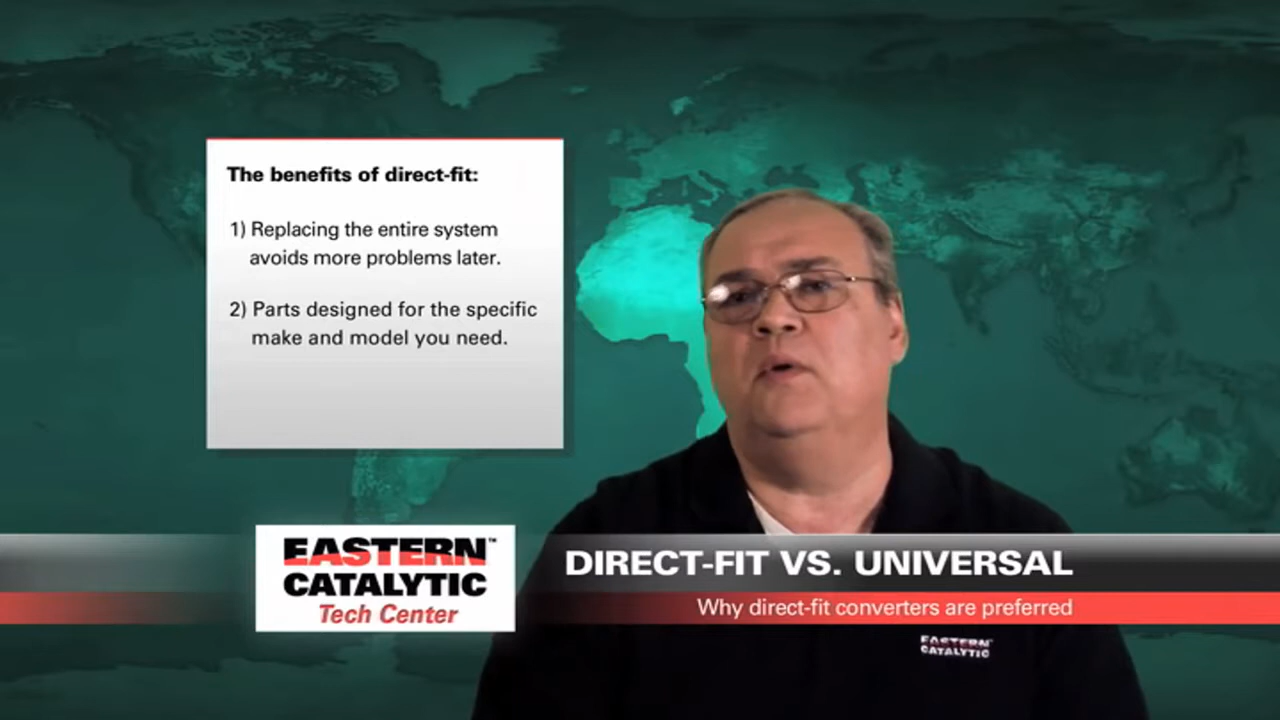 The benefits of direct-fit:
1) Replacing the entire system
avoids more problems later.
2) Parts designed for the specific
make and model you need.
EASTERN™
CATALYTIC
Tech Center
DIRECT-FIT VS. UNIVERSAL
Why direct-fit converters are preferred
EASTERN
CATALYTIC